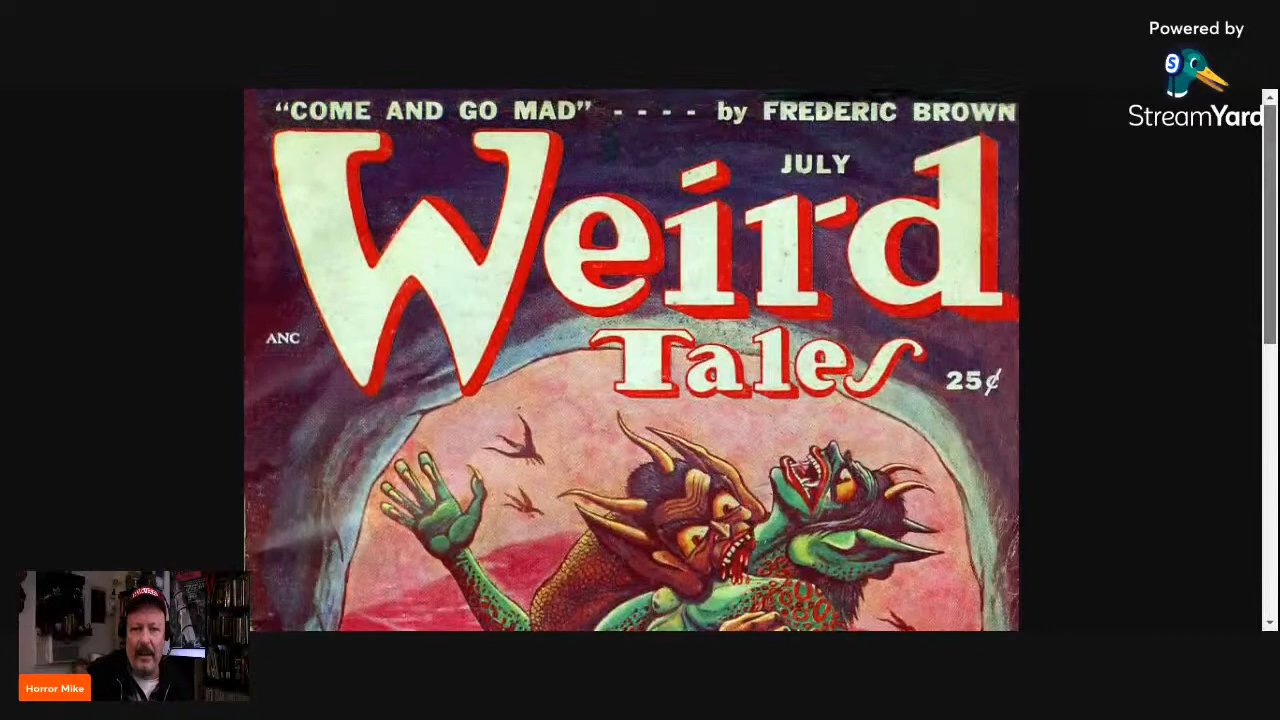 Powered by
S
StreamYard
"COME AND GO MAD" - - - - by FREDERIC BROWN
JULY
Weird
Tales
ANC
25¢
Horror Mike